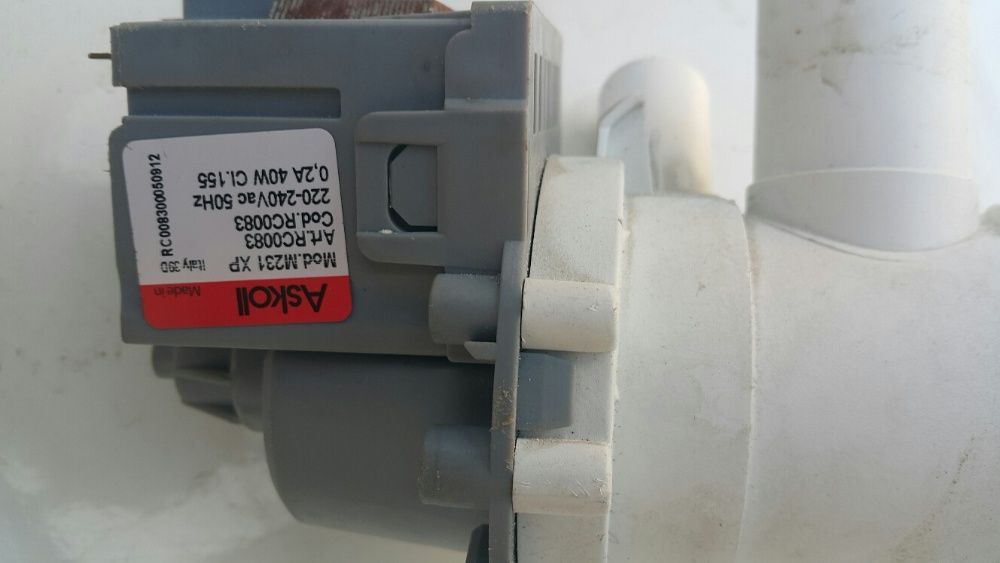 Askoll
Made in
Italy 39D
Mod.M231 XP
Art.RC0083
Cod.RC0083
220-240Vac 50Hz
0,2A 40W Cl.155
RC008300050912